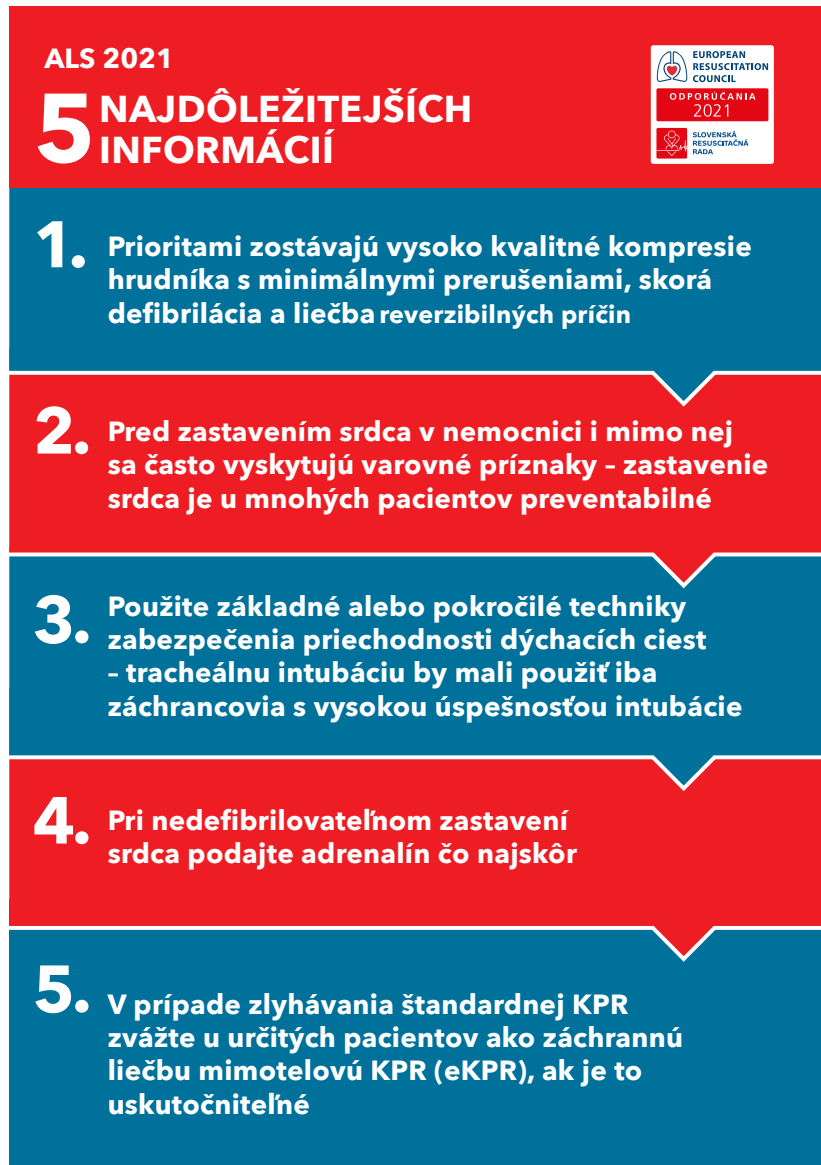 ALS 2021
5 NAJDÔLEŽITEJŠÍCH
INFORMÁCIÍ
EUROPEAN
RESUSCITATION
COUNCIL
ODPORÚČANIA
2021
SLOVENSKÁ
RESUSCITAČNÁ
RADA
1. Prioritami zostávajú vysoko kvalitné kompresie
hrudníka s minimálnymi prerušeniami, skorá
defibrilácia a liečba reverzibilných príčin
2. Pred zastavením srdca v nemocnici i mimo nej
sa často vyskytujú varovné príznaky – zastavenie
srdca je u mnohých pacientov preventabilné
3. Použite základné alebo pokročilé techniky
zabezpečenia priechodnosti dýchacích ciest
– tracheálnu intubáciu by mali použiť iba
záchrancovia s vysokou úspešnosťou intubácie
4. Pri nedefibrilovateľnom zastavení
srdca podajte adrenalín čo najskôr
5. V prípade zlyhávania štandardnej KPR
zvážte u určitých pacientov ako záchrannú
liečbu mimotelovú KPR (eKPR), ak je to
uskutočniteľné